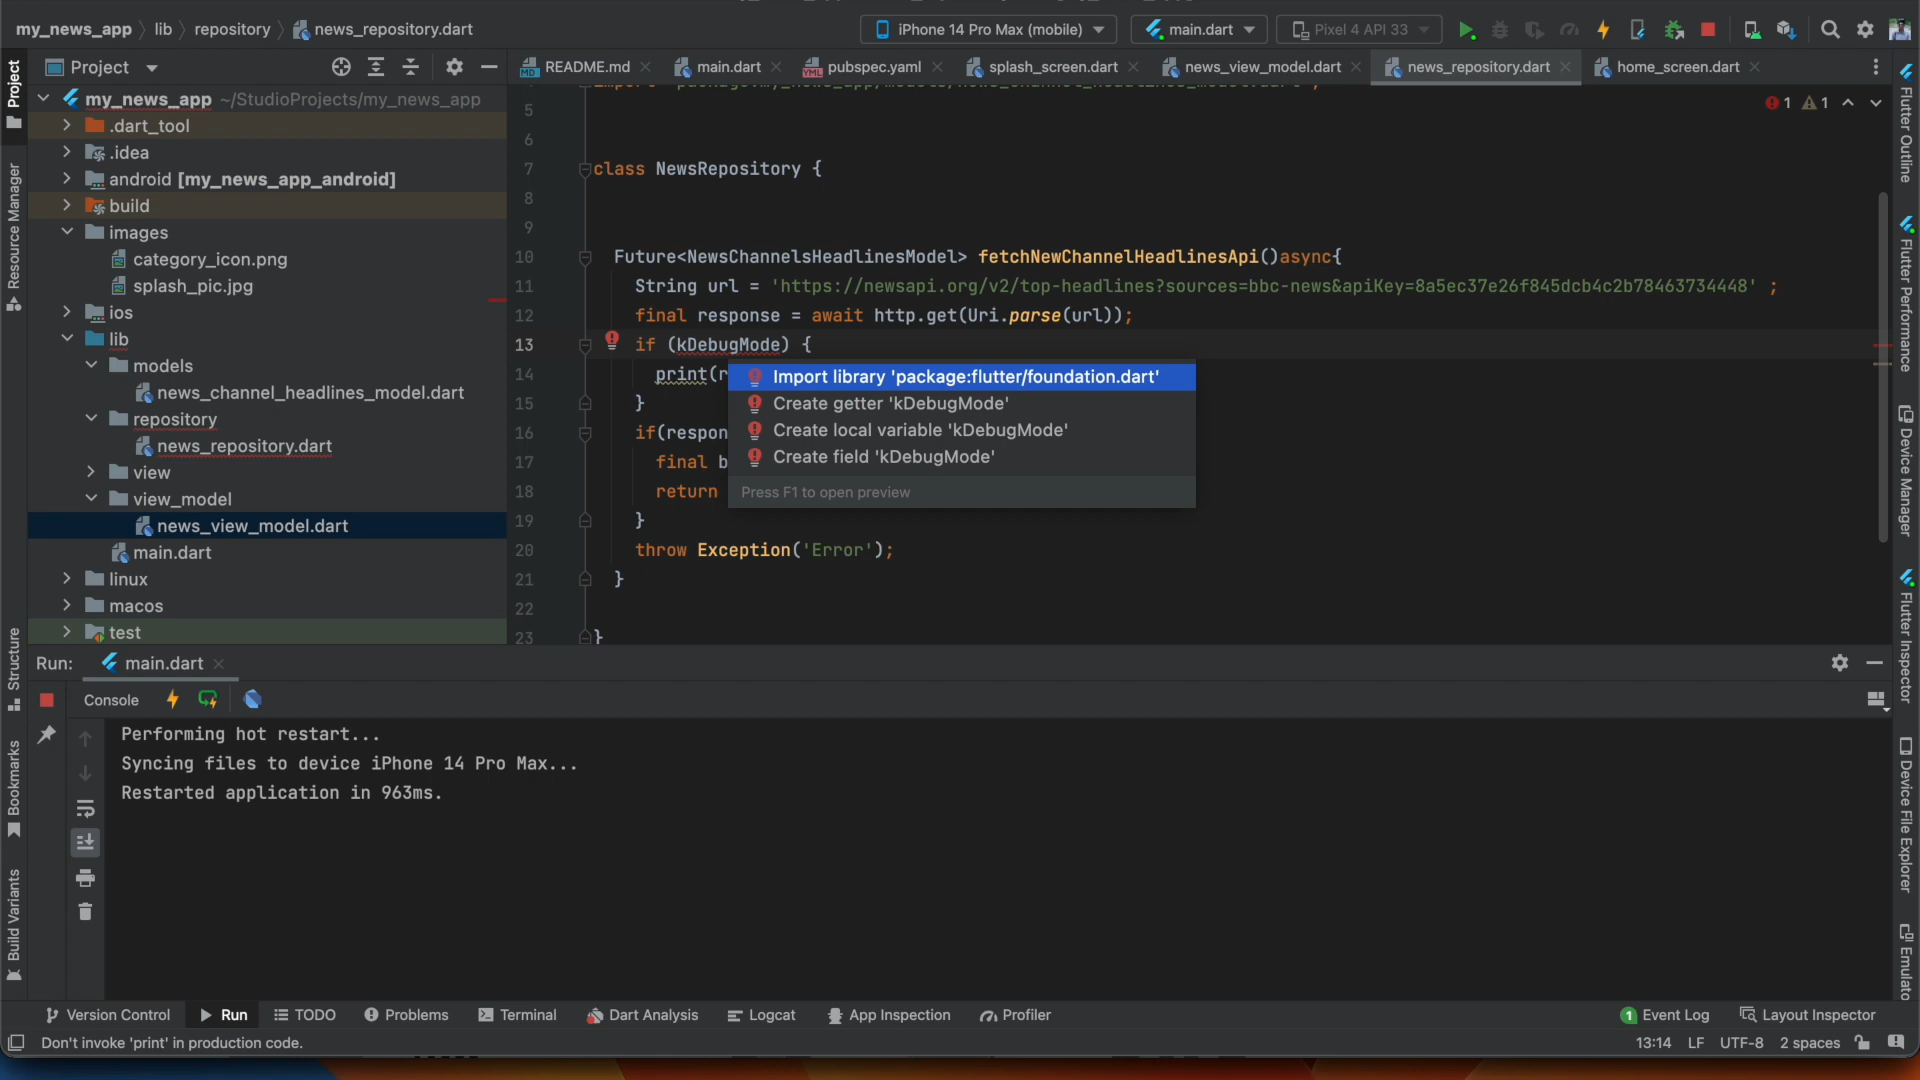 my_news_app lib repository news_repository.dart iPhone 14 Pro Max (mobile) main.dart Pixel 4 API 33
Project README.md main.dart pubspec.yaml splash_screen.dart news_view_model.dart news_repository.dart home_screen.dart
my_news_app ~/StudioProjects/my_news_app
.dart_tool
.idea
android [my_news_app_android]
build
images
category_icon.png
splash_pic.jpg
ios
lib
models
news_channel_headlines_model.dart
repository
news_repository.dart
view
view_model
news_view_model.dart
main.dart
linux
macos
test
1 1
5
6
7 class NewsRepository {
8
9
10 Future<NewsChannelsHeadlinesModel> fetchNewChannelHeadlinesApi()async{
11 String url = 'https://newsapi.org/v2/top-headlines?sources=bbc-news&apiKey=8a5ec37e26f845dcb4c2b78463734448' ;
12 final response = await http.get(Uri.parse(url));
13 if (kDebugMode) {
14 print(r
15 }
16 if(respon
17 final b
18 return
19 }
20 throw Exception('Error');
21 }
22
23 }
Import library 'package:flutter/foundation.dart'
Create getter 'kDebugMode'
Create local variable 'kDebugMode'
Create field 'kDebugMode'
Press F1 to open preview
Run: main.dart
Console
Performing hot restart...
Syncing files to device iPhone 14 Pro Max...
Restarted application in 963ms.
Project
Resource Manager
Structure
Bookmarks
Build Variants
Flutter Outline
Flutter Performance
Device Manager
Flutter Inspector
Device File Explorer
Emulato
Version Control Run TODO Problems Terminal Dart Analysis Logcat App Inspection Profiler 1 Event Log Layout Inspector
Don't invoke 'print' in production code. 13:14 LF UTF-8 2 spaces